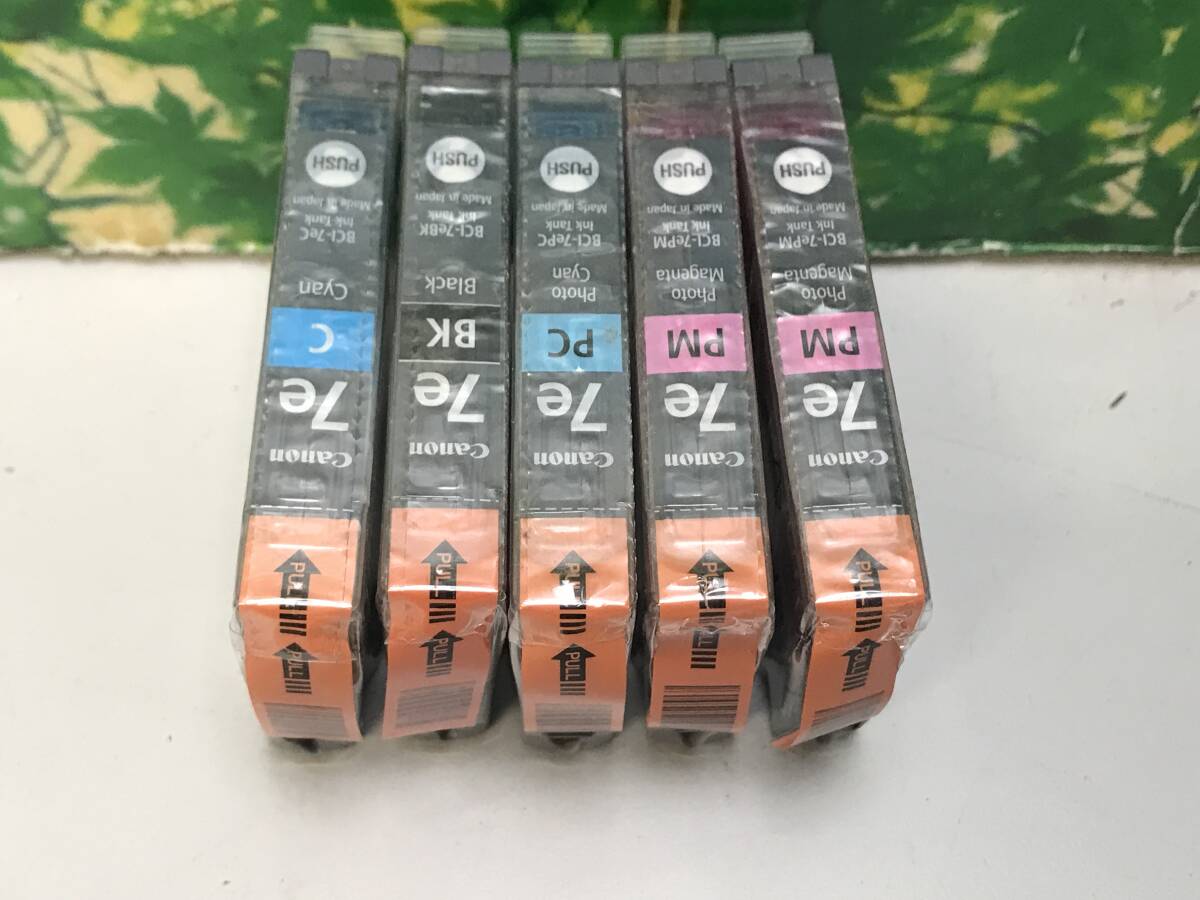 PULL
PULL
Canon
7e
C
Cyan
BCI-7eC
Ink Tank
Made in Japan
PUSH
PULL
PULL
Canon
7e
BK
Black
BCI-7eBK
Ink Tank
Made in Japan
PUSH
PULL
PULL
Canon
7e
PC
Photo
Cyan
BCI-7ePC
Ink Tank
Made in Japan
PUSH
PULL
PULL
Canon
7e
PM
Photo
Magenta
BCI-7ePM
Ink Tank
Made in Japan
PUSH
PULL
PULL
Canon
7e
PM
Photo
Magenta
BCI-7ePM
Ink Tank
Made in Japan
PUSH